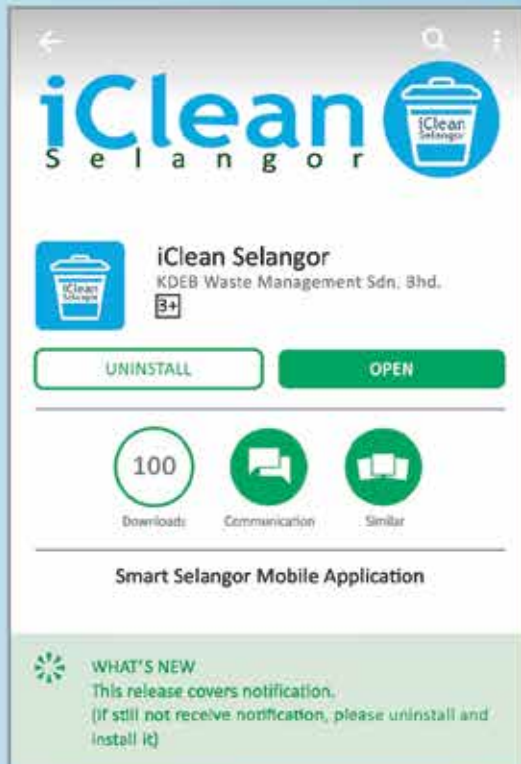 iClean
Selangor
iClean
Selangor
iClean Selangor
KDEB Waste Management Sdn. Bhd.
3+
iClean
Selangor
UNINSTALL
OPEN
100
Downloads
Communication
Similar
Smart Selangor Mobile Application
WHAT'S NEW
This release covers notification.
(if still not receive notification, please uninstall and
install it)